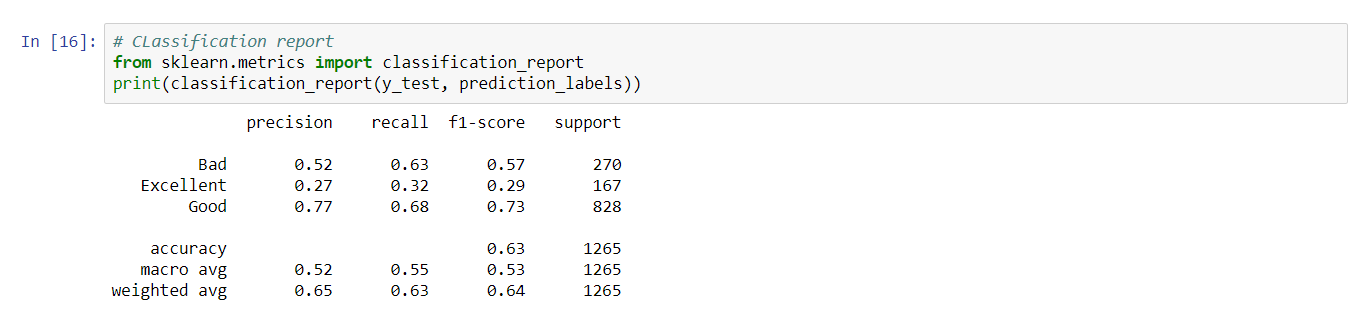 In [16]: # CLassification report
from sklearn.metrics import classification_report
print(classification_report(y_test, prediction_labels))
precision recall f1-score support
Bad 0.52 0.63 0.57 270
Excellent 0.27 0.32 0.29 167
Good 0.77 0.68 0.73 828
accuracy 0.63 1265
macro avg 0.52 0.55 0.53 1265
weighted avg 0.65 0.63 0.64 1265